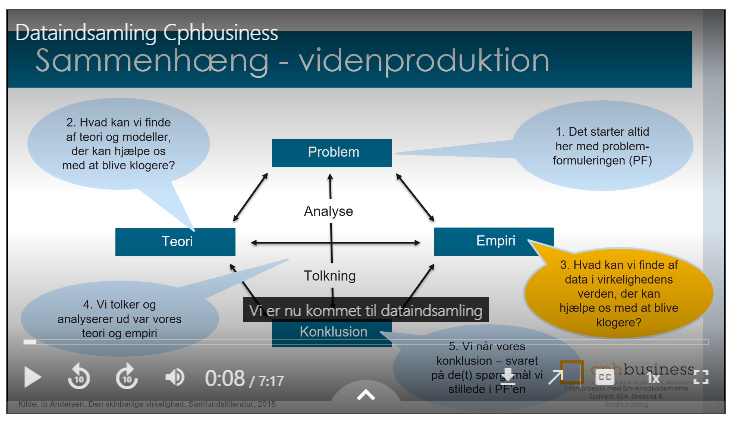 Dataindsamling Cphbusiness
Sammenhæng - videnproduktion
2. Hvad kan vi finde
af teori og modeller,
der kan hjælpe os
med at blive klogere?
Problem
1. Det starter altid
her med problem-
formuleringen (PF)
Analyse
Teori
Empiri
Tolkning
3. Hvad kan vi finde af
data i virkelighedens
verden, der kan
hjælpe os med at blive
klogere?
4. Vi tolker og
analyserer ud var vores
teori og empiri
Vi er nu kommet til dataindsamling
Konklusion
5. Vi når vores
konklusion – svaret
på de(t) spørgsmål vi
stillede i PF'en
cphbusiness
10
10
0:08 / 7:17
CC
1x
Kilde: Ib Andersen, Den skinbarlige virkelighed, Samfundslitteratur, 2015